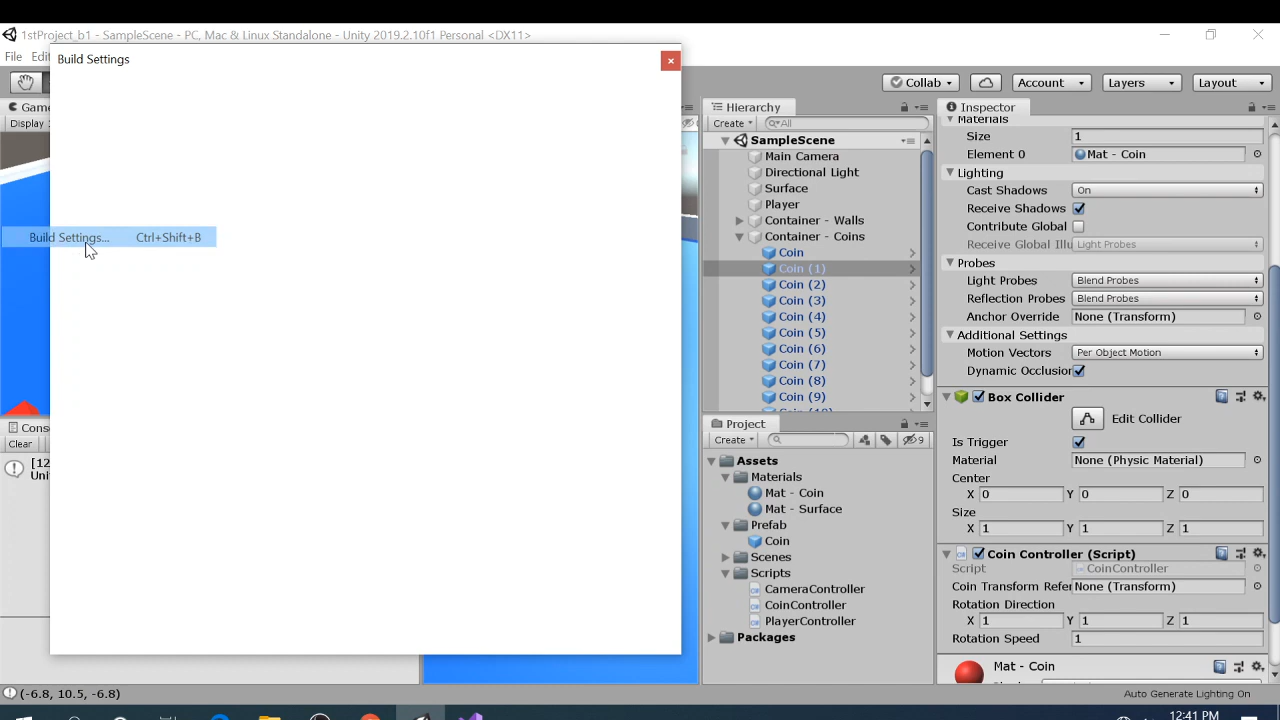 1stProject_b1 - SampleScene - PC, Mac & Linux Standalone - Unity 2019.2.10f1 Personal <DX11>
File Edi
Build Settings
Collab
Account
Layers
Layout
Game
Display 1
Build Settings... Ctrl+Shift+B
Cons
Clear
[12
Uni
Hierarchy
Create
All
SampleScene
Main Camera
Directional Light
Surface
Player
Container - Walls
Container - Coins
Coin
Coin (1)
Coin (2)
Coin (3)
Coin (4)
Coin (5)
Coin (6)
Coin (7)
Coin (8)
Coin (9)
Coin (10)
Project
Create
9
Assets
Materials
Mat - Coin
Mat - Surface
Prefab
Coin
Scenes
Scripts
CameraController
CoinController
PlayerController
Packages
Inspector
Materials
Size 1
Element 0 Mat - Coin
Lighting
Cast Shadows On
Receive Shadows
Contribute Global
Receive Global Illu Light Probes
Probes
Light Probes Blend Probes
Reflection Probes Blend Probes
Anchor Override None (Transform)
Additional Settings
Motion Vectors Per Object Motion
Dynamic Occlusion
Box Collider
Edit Collider
Is Trigger
Material None (Physic Material)
Center
X 0 Y 0 Z 0
Size
X 1 Y 1 Z 1
Coin Controller (Script)
Script CoinController
Coin Transform Refer None (Transform)
Rotation Direction
X 1 Y 1 Z 1
Rotation Speed 1
Mat - Coin
(-6.8, 10.5, -6.8)
Auto Generate Lighting On
12:41 PM